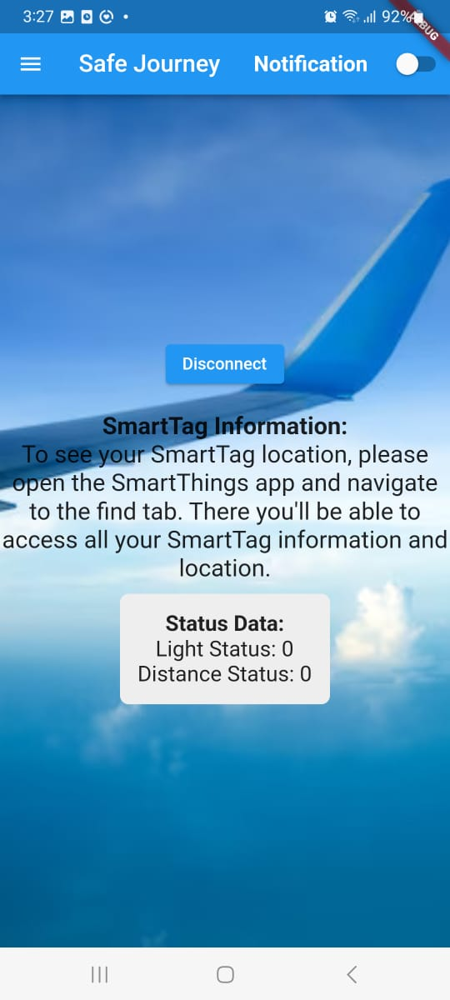 3:27 92%
DEBUG
Safe Journey Notification
Disconnect
SmartTag Information:
To see your SmartTag location, please
open the SmartThings app and navigate
to the find tab. There you'll be able to
access all your SmartTag information and
location.
Status Data:
Light Status: 0
Distance Status: 0